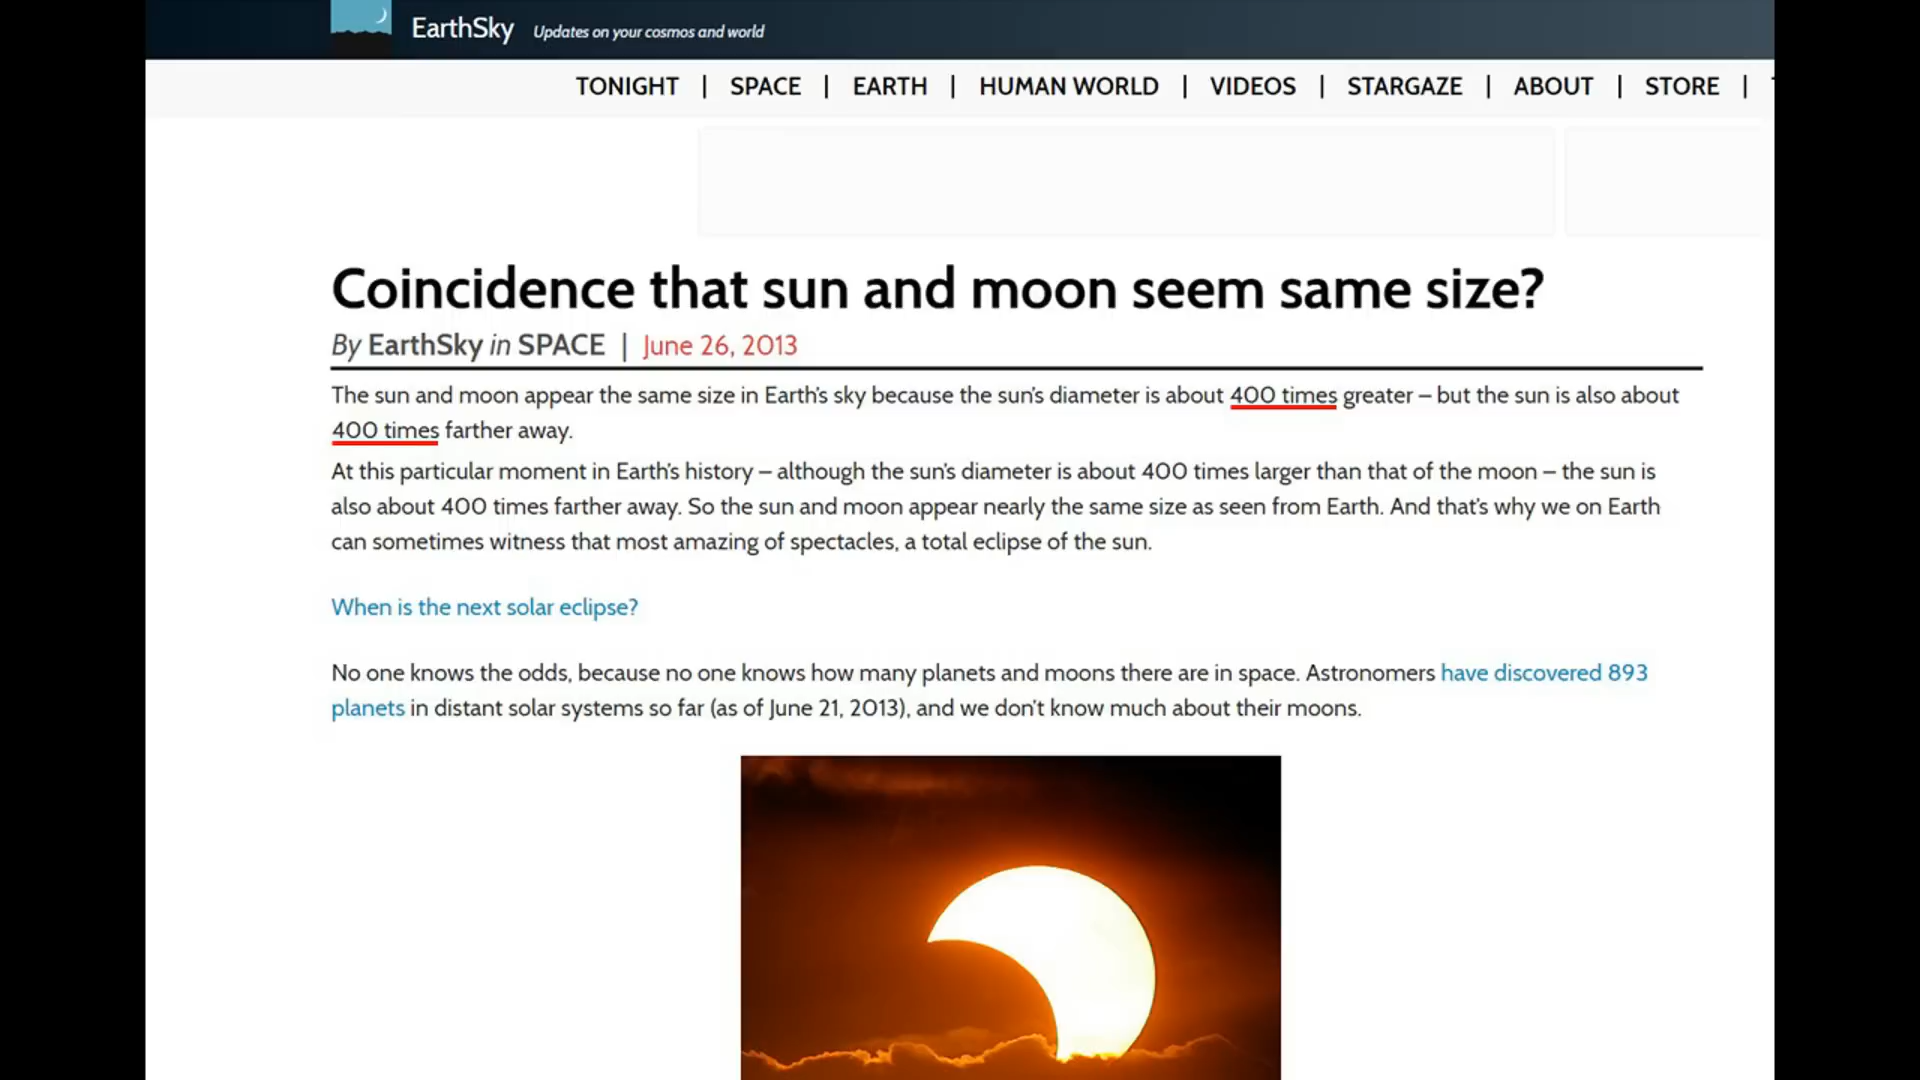 EarthSky Updates on your cosmos and world
TONIGHT | SPACE | EARTH | HUMAN WORLD | VIDEOS | STARGAZE | ABOUT | STORE |
Coincidence that sun and moon seem same size?
By EarthSky in SPACE | June 26, 2013
The sun and moon appear the same size in Earth's sky because the sun's diameter is about 400 times greater – but the sun is also about
400 times farther away.
At this particular moment in Earth's history – although the sun's diameter is about 400 times larger than that of the moon – the sun is
also about 400 times farther away. So the sun and moon appear nearly the same size as seen from Earth. And that's why we on Earth
can sometimes witness that most amazing of spectacles, a total eclipse of the sun.
When is the next solar eclipse?
No one knows the odds, because no one knows how many planets and moons there are in space. Astronomers have discovered 893
planets in distant solar systems so far (as of June 21, 2013), and we don't know much about their moons.